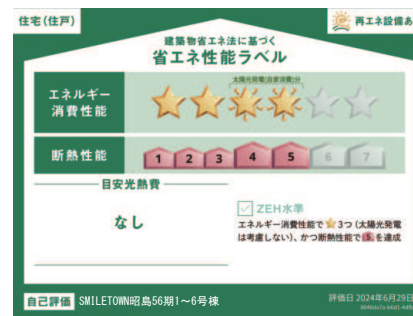 住宅(住戸)
再エネ設備あ
建築物省エネ法に基づく
省エネ性能ラベル
太陽光発電(自家消費)分
エネルギー
消費性能
断熱性能
1 2 3 4 5 6 7
目安光熱費
なし
ZEH水準
エネルギー消費性能で★3つ(太陽光発電
は考慮しない)、かつ断熱性能で5を達成
自己評価 SMILETOWN昭島56期1～6号棟
評価日 2024年6月29日